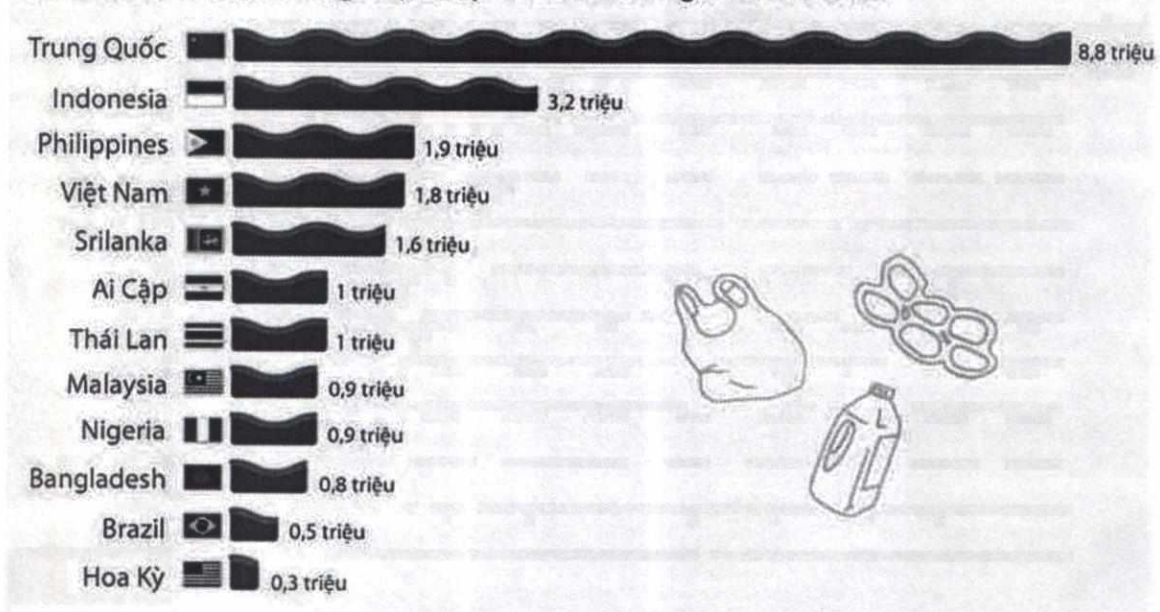 Trung Quốc 8,8 triệu
Indonesia 3,2 triệu
Philippines 1,9 triệu
Việt Nam 1,8 triệu
Srilanka 1,6 triệu
Ai Cập 1 triệu
Thái Lan 1 triệu
Malaysia 0,9 triệu
Nigeria 0,9 triệu
Bangladesh 0,8 triệu
Brazil 0,5 triệu
Hoa Kỳ 0,3 triệu